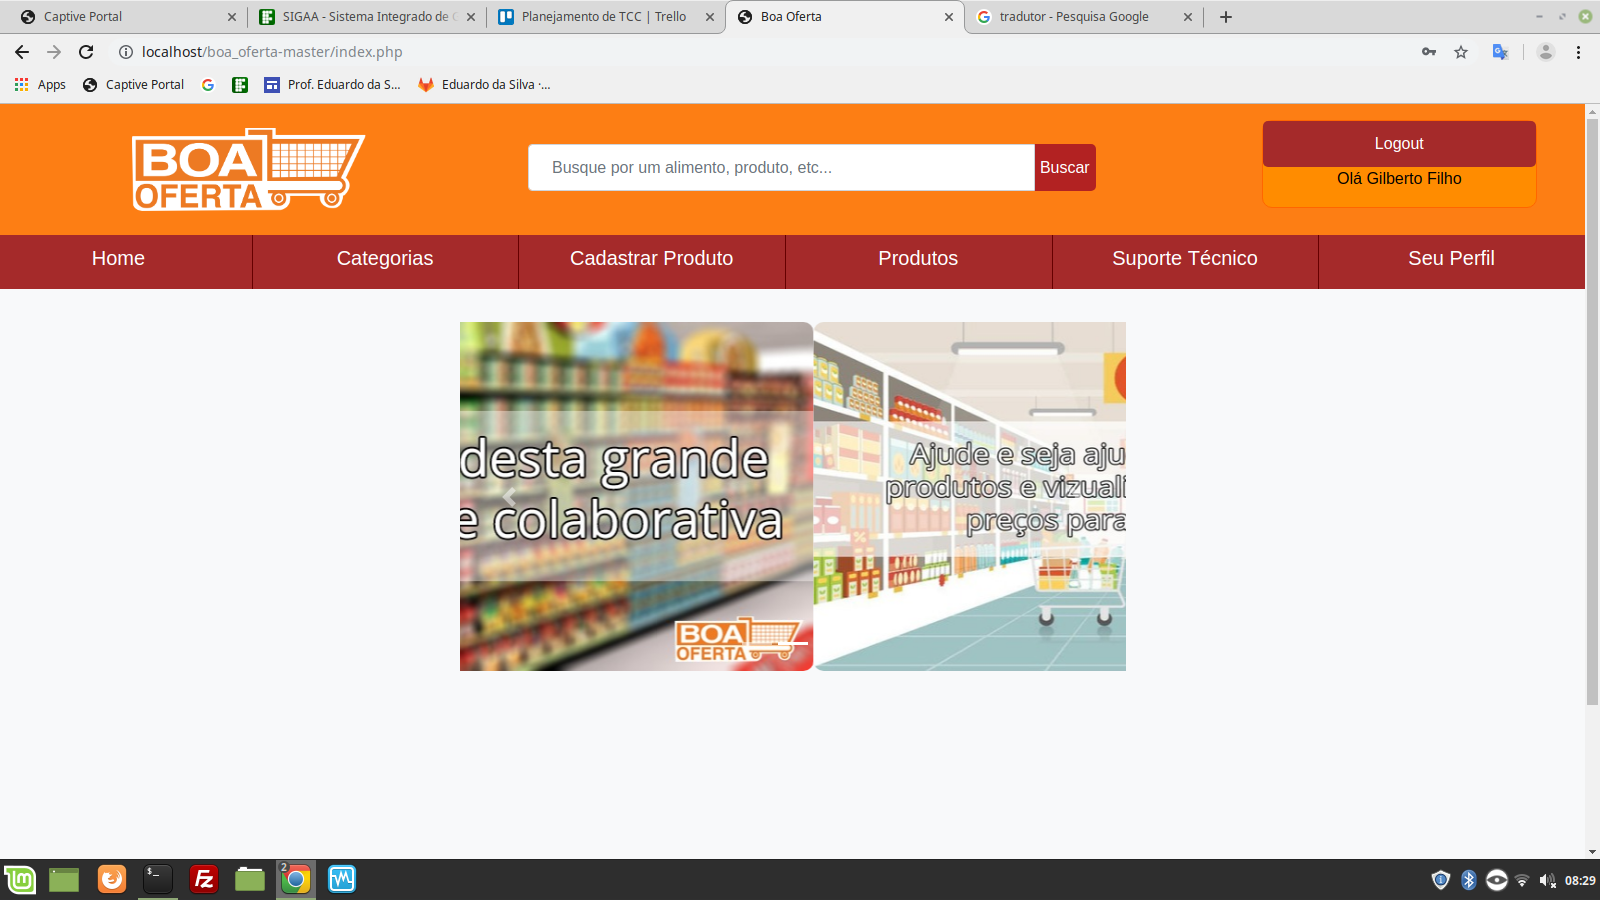 Captive Portal
SIGAA - Sistema Integrado de
Planejamento de TCC | Trello
Boa Oferta
tradutor - Pesquisa Google
localhost/boa_oferta-master/index.php
Apps
Captive Portal
Prof. Eduardo da S...
Eduardo da Silva ·...
BOA
OFERTA
Busque por um alimento, produto, etc...
Buscar
Logout
Olá Gilberto Filho
Home
Categorias
Cadastrar Produto
Produtos
Suporte Técnico
Seu Perfil
desta grande
e colaborativa
BOA
OFERTA
Ajude e seja aju
produtos e vizuali
preços para
2
08:29